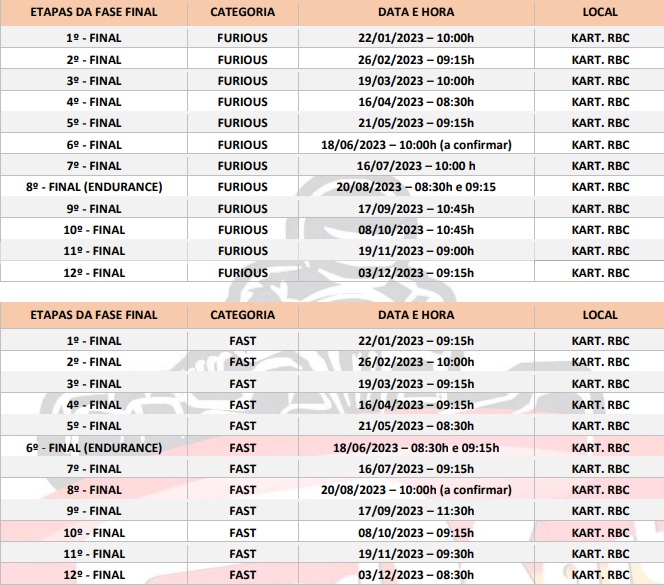 ETAPAS DA FASE FINAL CATEGORIA DATA E HORA LOCAL
1º - FINAL FURIOUS 22/01/2023 – 10:00h KART. RBC
2º - FINAL FURIOUS 26/02/2023 – 09:15h KART. RBC
3º - FINAL FURIOUS 19/03/2023 – 10:00h KART. RBC
4º - FINAL FURIOUS 16/04/2023 – 08:30h KART. RBC
5º - FINAL FURIOUS 21/05/2023 – 09:15h KART. RBC
6º - FINAL FURIOUS 18/06/2023 – 10:00h (a confirmar) KART. RBC
7º - FINAL FURIOUS 16/07/2023 – 10:00 h KART. RBC
8º - FINAL (ENDURANCE) FURIOUS 20/08/2023 – 08:30h e 09:15 KART. RBC
9º - FINAL FURIOUS 17/09/2023 – 10:45h KART. RBC
10º - FINAL FURIOUS 08/10/2023 – 10:45h KART. RBC
11º - FINAL FURIOUS 19/11/2023 – 09:00h KART. RBC
12º - FINAL FURIOUS 03/12/2023 – 09:15h KART. RBC
ETAPAS DA FASE FINAL CATEGORIA DATA E HORA LOCAL
1º - FINAL FAST 22/01/2023 – 09:15h KART. RBC
2º - FINAL FAST 26/02/2023 – 10:00h KART. RBC
3º - FINAL FAST 19/03/2023 – 09:15h KART. RBC
4º - FINAL FAST 16/04/2023 – 09:15h KART. RBC
5º - FINAL FAST 21/05/2023 – 08:30h KART. RBC
6º - FINAL (ENDURANCE) FAST 18/06/2023 – 08:30h e 09:15h KART. RBC
7º - FINAL FAST 16/07/2023 – 09:15h KART. RBC
8º - FINAL FAST 20/08/2023 – 10:00h (a confirmar) KART. RBC
9º - FINAL FAST 17/09/2023 – 11:30h KART. RBC
10º - FINAL FAST 08/10/2023 – 09:15h KART. RBC
11º - FINAL FAST 19/11/2023 – 09:30h KART. RBC
12º - FINAL FAST 03/12/2023 – 08:30h KART. RBC